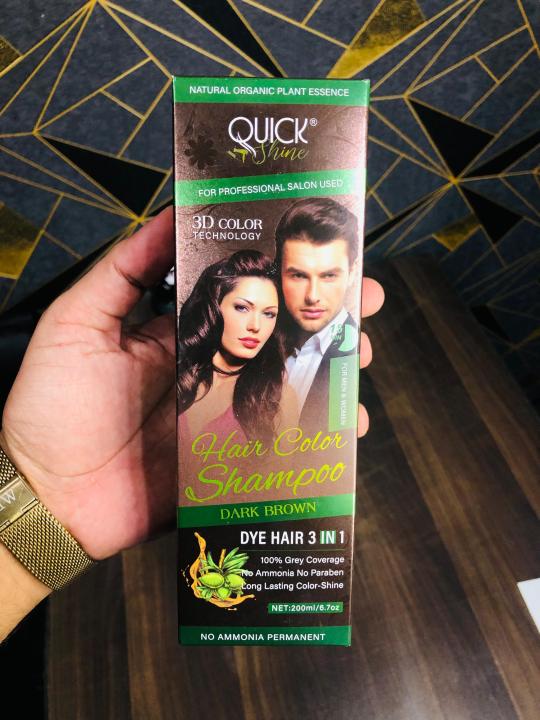 NATURAL ORGANIC PLANT ESSENCE
QUICK®
Shine
FOR PROFESSIONAL SALON USED
3D COLOR
TECHNOLOGY
FOR MEN & WOMEN
Hair Color
Shampoo
DARK BROWN
DYE HAIR 3 IN 1
100% Grey Coverage
No Ammonia No Paraben
Long Lasting Color-Shine
NET:200ml/6.7oz
NO AMMONIA PERMANENT